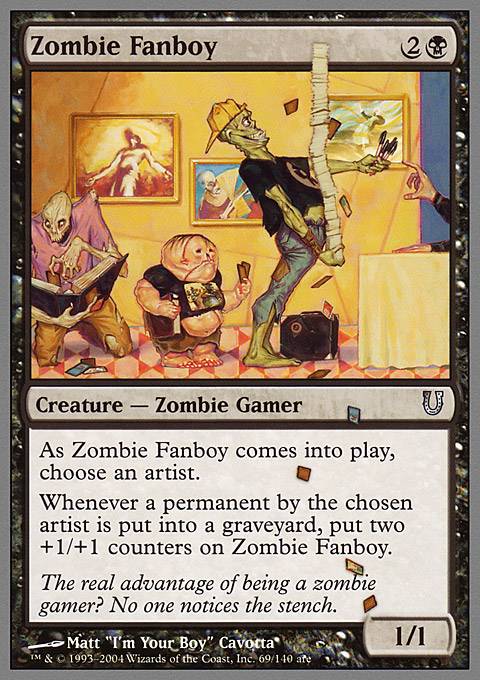 Zombie Fanboy 2
Creature — Zombie Gamer
As Zombie Fanboy comes into play,
choose an artist.
Whenever a permanent by the chosen
artist is put into a graveyard, put two
+1/+1 counters on Zombie Fanboy.
The real advantage of being a zombie
gamer? No one notices the stench.
Matt "I'm Your Boy" Cavotta
1/1
™ & © 1993–2004 Wizards of the Coast, Inc. 69/140 are